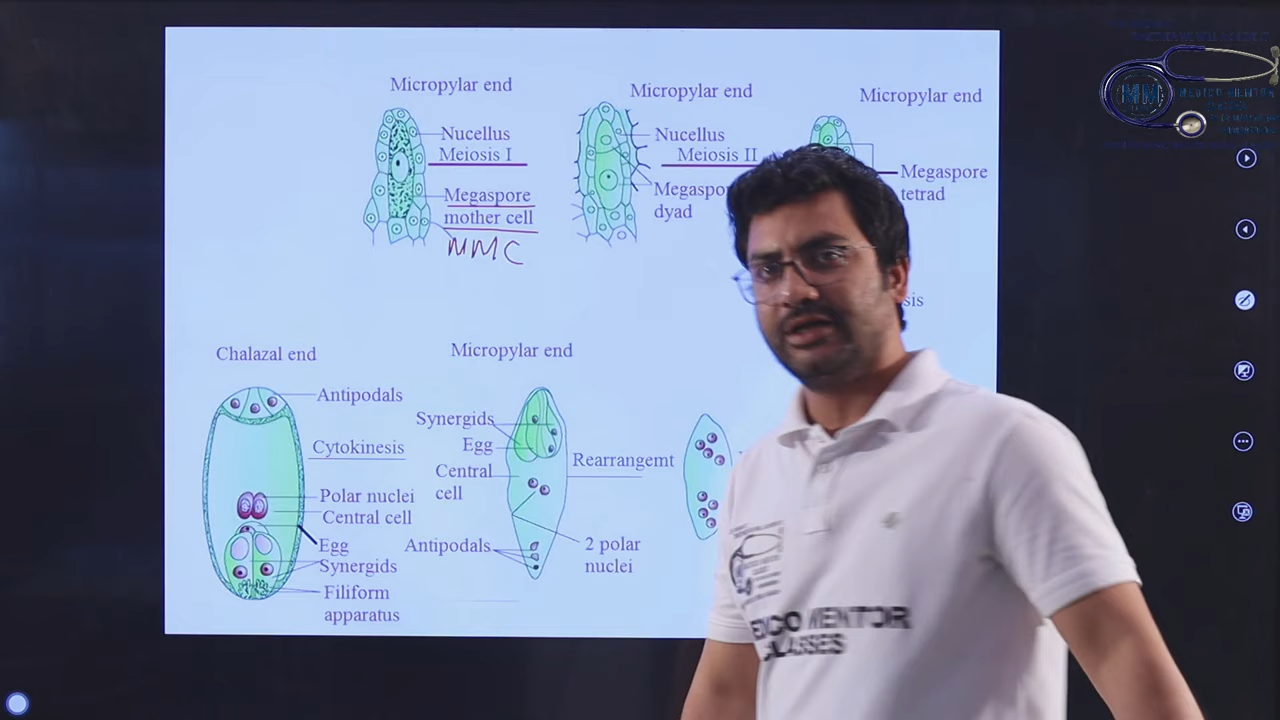 Micropylar end
Micropylar end
Micropylar end
Nucellus
Meiosis I
Megaspore
mother cell
MMC
Nucellus
Meiosis II
dyad
Megaspore
tetrad
Chalazal end
Micropylar end
Antipodals
Cytokinesis
Polar nuclei
Central cell
Egg
Synergids
Filiform
apparatus
Synergids
Egg
Central
cell
Antipodals
Rearrangemt
2 polar
nuclei
MENTOR